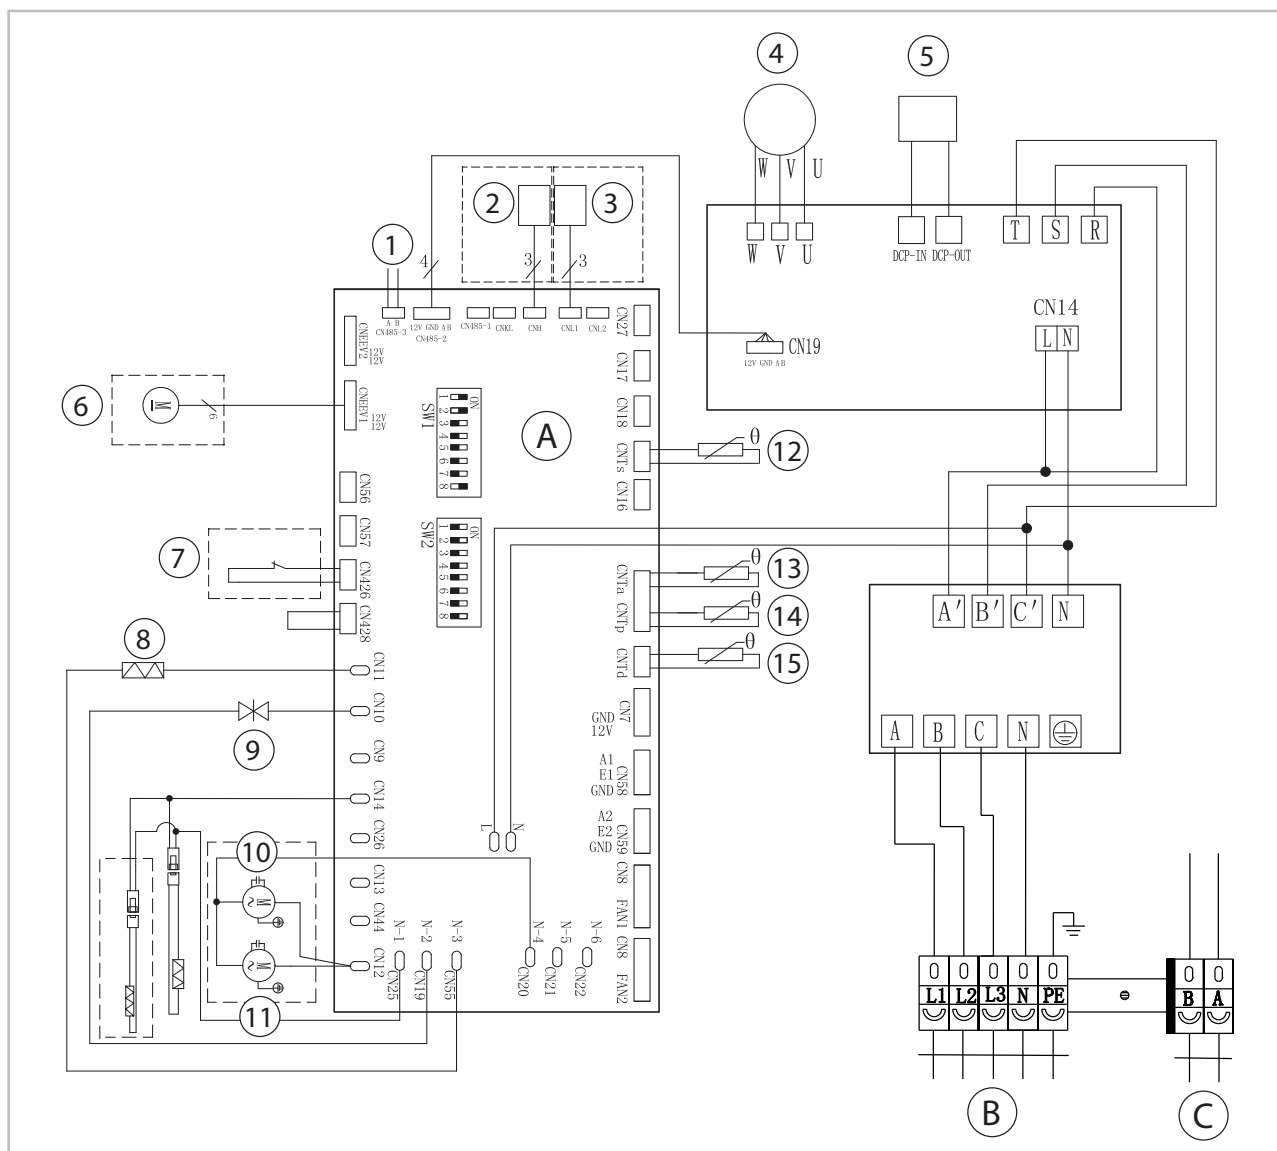 4
5
W V U
2
3
1
4
3
3
W V U
DCP-IN DCP-OUT
T S R
CN14
L N
CN19
12V GND A B
A B
CN485-3
12V GND A B
CN485-2
CN485-1
CNKL
CNH
CNL1
CNL2
CN27
CNEEV2
12V
12V
CN17
6
M
6
CNEEV1
12V
12V
SW1
ON
1
2
3
4
5
6
7
8
A
CN18
CNTs
θ
12
CN16
CN56
CN57
SW2
ON
1
2
3
4
5
6
7
8
7
CN426
CN428
CNTa
θ
13
CNTp
θ
14
CNTd
θ
15
A' B' C' N
8
CN11
9
CN10
CN7
GND
12V
CN9
A1
E1
GND
CN58
A B C N
CN14
CN26
L N
A2
E2
GND
CN59
10
M
~
CN13
CN44
CN8
FAN1
M
~
CN12
11
N-1
CN25
N-2
CN19
N-3
CN55
N-4
CN20
N-5
CN21
N-6
CN22
CN8
FAN2
L1 L2 L3 N PE
B A
B
C